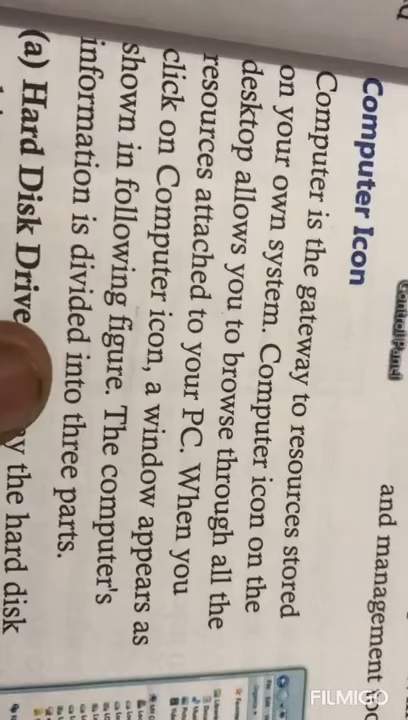 Control Panel
and management
Computer Icon
Computer is the gateway to resources stored
on your own system. Computer icon on the
desktop allows you to browse through all the
resources attached to your PC. When you
click on Computer icon, a window appears as
shown in following figure. The computer's
information is divided into three parts.
(a) Hard Disk Drive the hard disk
FILMIGO